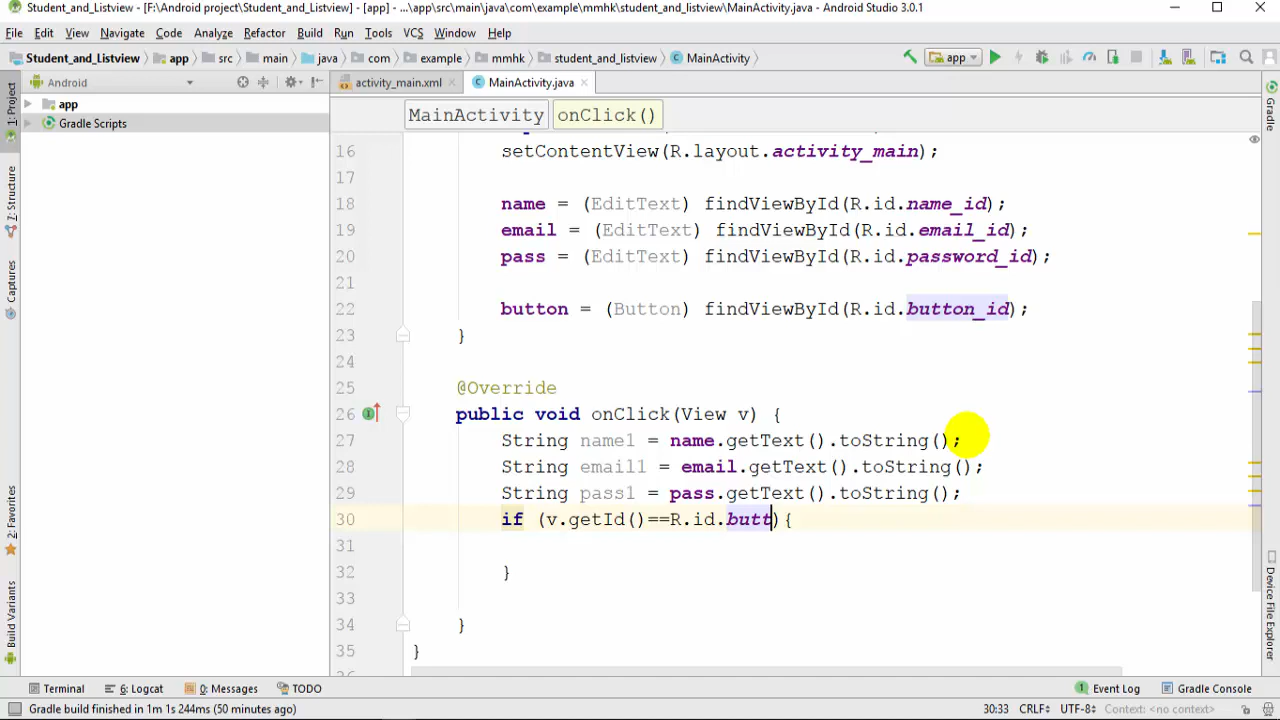 Student_and_Listview - [F:\Android project\Student_and_Listview] - [app] - ...\app\src\main\java\com\example\mmhk\student_and_listview\MainActivity.java - Android Studio 3.0.1
File Edit View Navigate Code Analyze Refactor Build Run Tools VCS Window Help
Student_and_Listview app src main java com example mmhk student_and_listview MainActivity app
Android activity_main.xml MainActivity.java
1: Project
Z: Structure
Captures
2: Favorites
Build Variants
app
Gradle Scripts
MainActivity onClick()
16 setContentView(R.layout.activity_main);
17
18 name = (EditText) findViewById(R.id.name_id);
19 email = (EditText) findViewById(R.id.email_id);
20 pass = (EditText) findViewById(R.id.password_id);
21
22 button = (Button) findViewById(R.id.button_id);
23 }
24
25 @Override
26 public void onClick(View v) {
27 String name1 = name.getText().toString();
28 String email1 = email.getText().toString();
29 String pass1 = pass.getText().toString();
30 if (v.getId()==R.id.butt){
31
32 }
33
34 }
35 }
Gradle
Device File Explorer
Terminal 6: Logcat 0: Messages TODO Event Log Gradle Console
Gradle build finished in 1m 1s 244ms (50 minutes ago) 30:33 CRLF÷ UTF-8÷ Context: <no context>